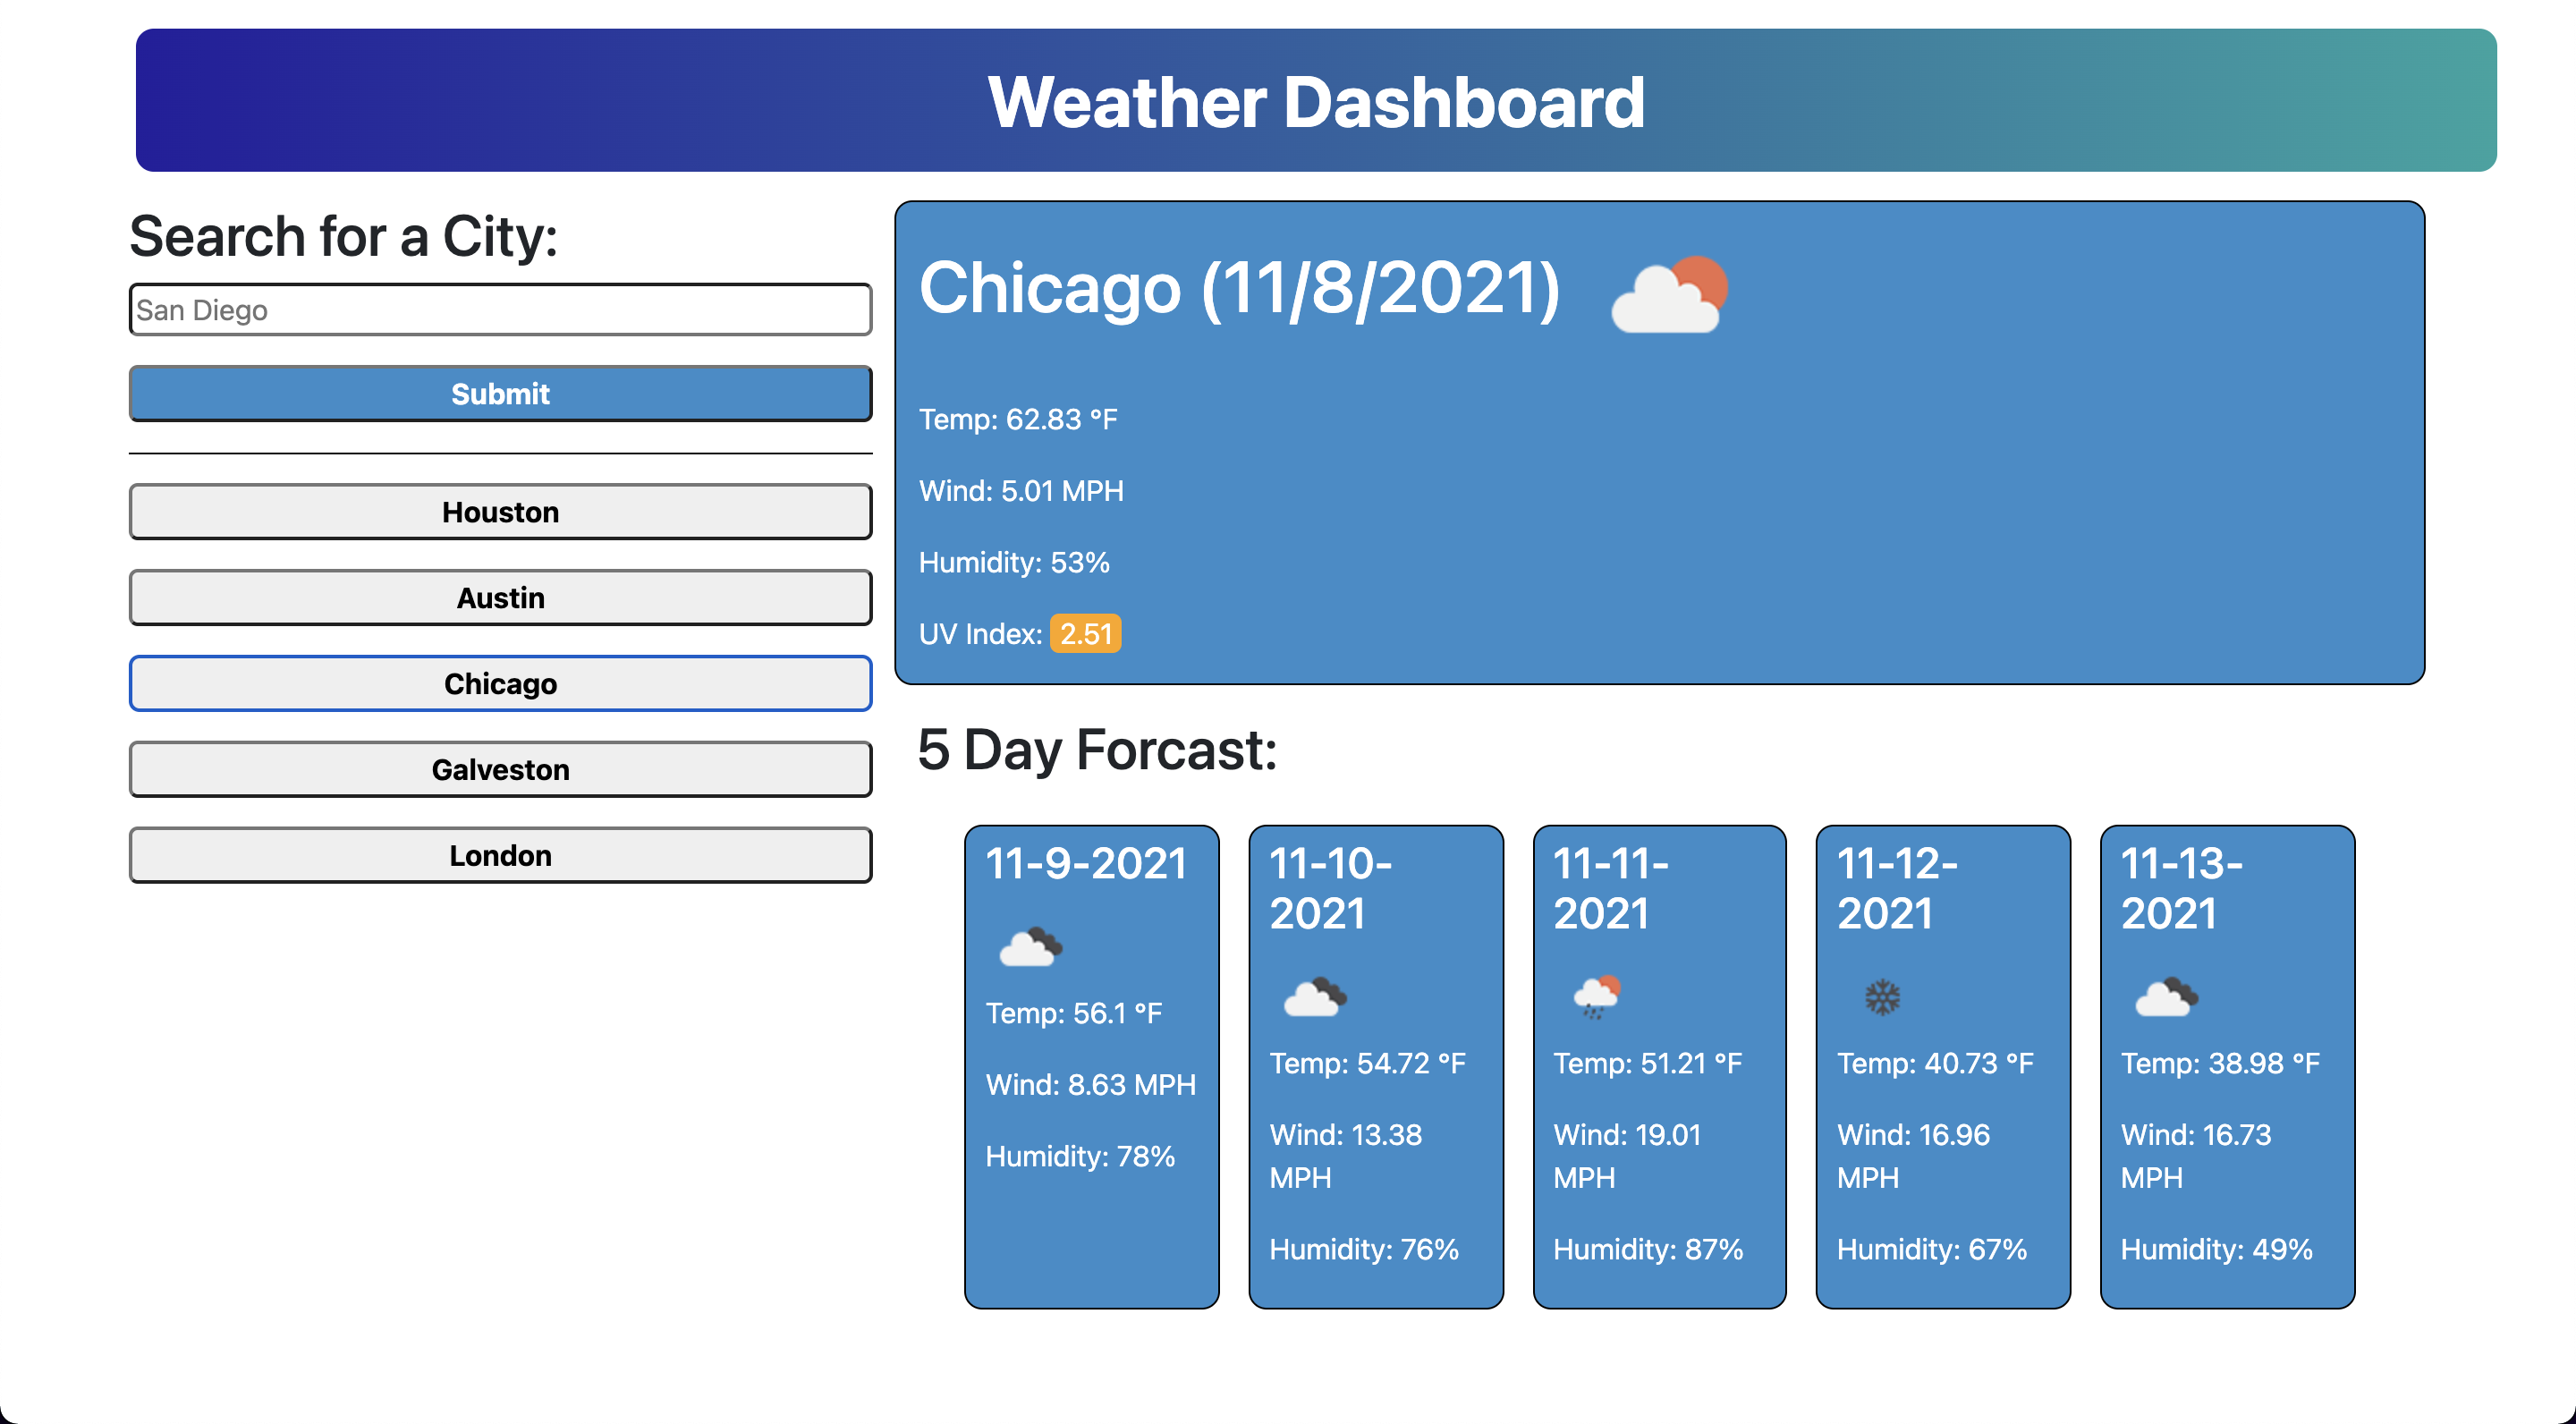 Weather Dashboard
Search for a City:
San Diego
Submit
Houston
Austin
Chicago
Galveston
London
Chicago (11/8/2021)
Temp: 62.83 °F
Wind: 5.01 MPH
Humidity: 53%
UV Index: 2.51
5 Day Forcast:
11-9-2021
Temp: 56.1 °F
Wind: 8.63 MPH
Humidity: 78%
11-10-
2021
Temp: 54.72 °F
Wind: 13.38
MPH
Humidity: 76%
11-11-
2021
Temp: 51.21 °F
Wind: 19.01
MPH
Humidity: 87%
11-12-
2021
Temp: 40.73 °F
Wind: 16.96
MPH
Humidity: 67%
11-13-
2021
Temp: 38.98 °F
Wind: 16.73
MPH
Humidity: 49%